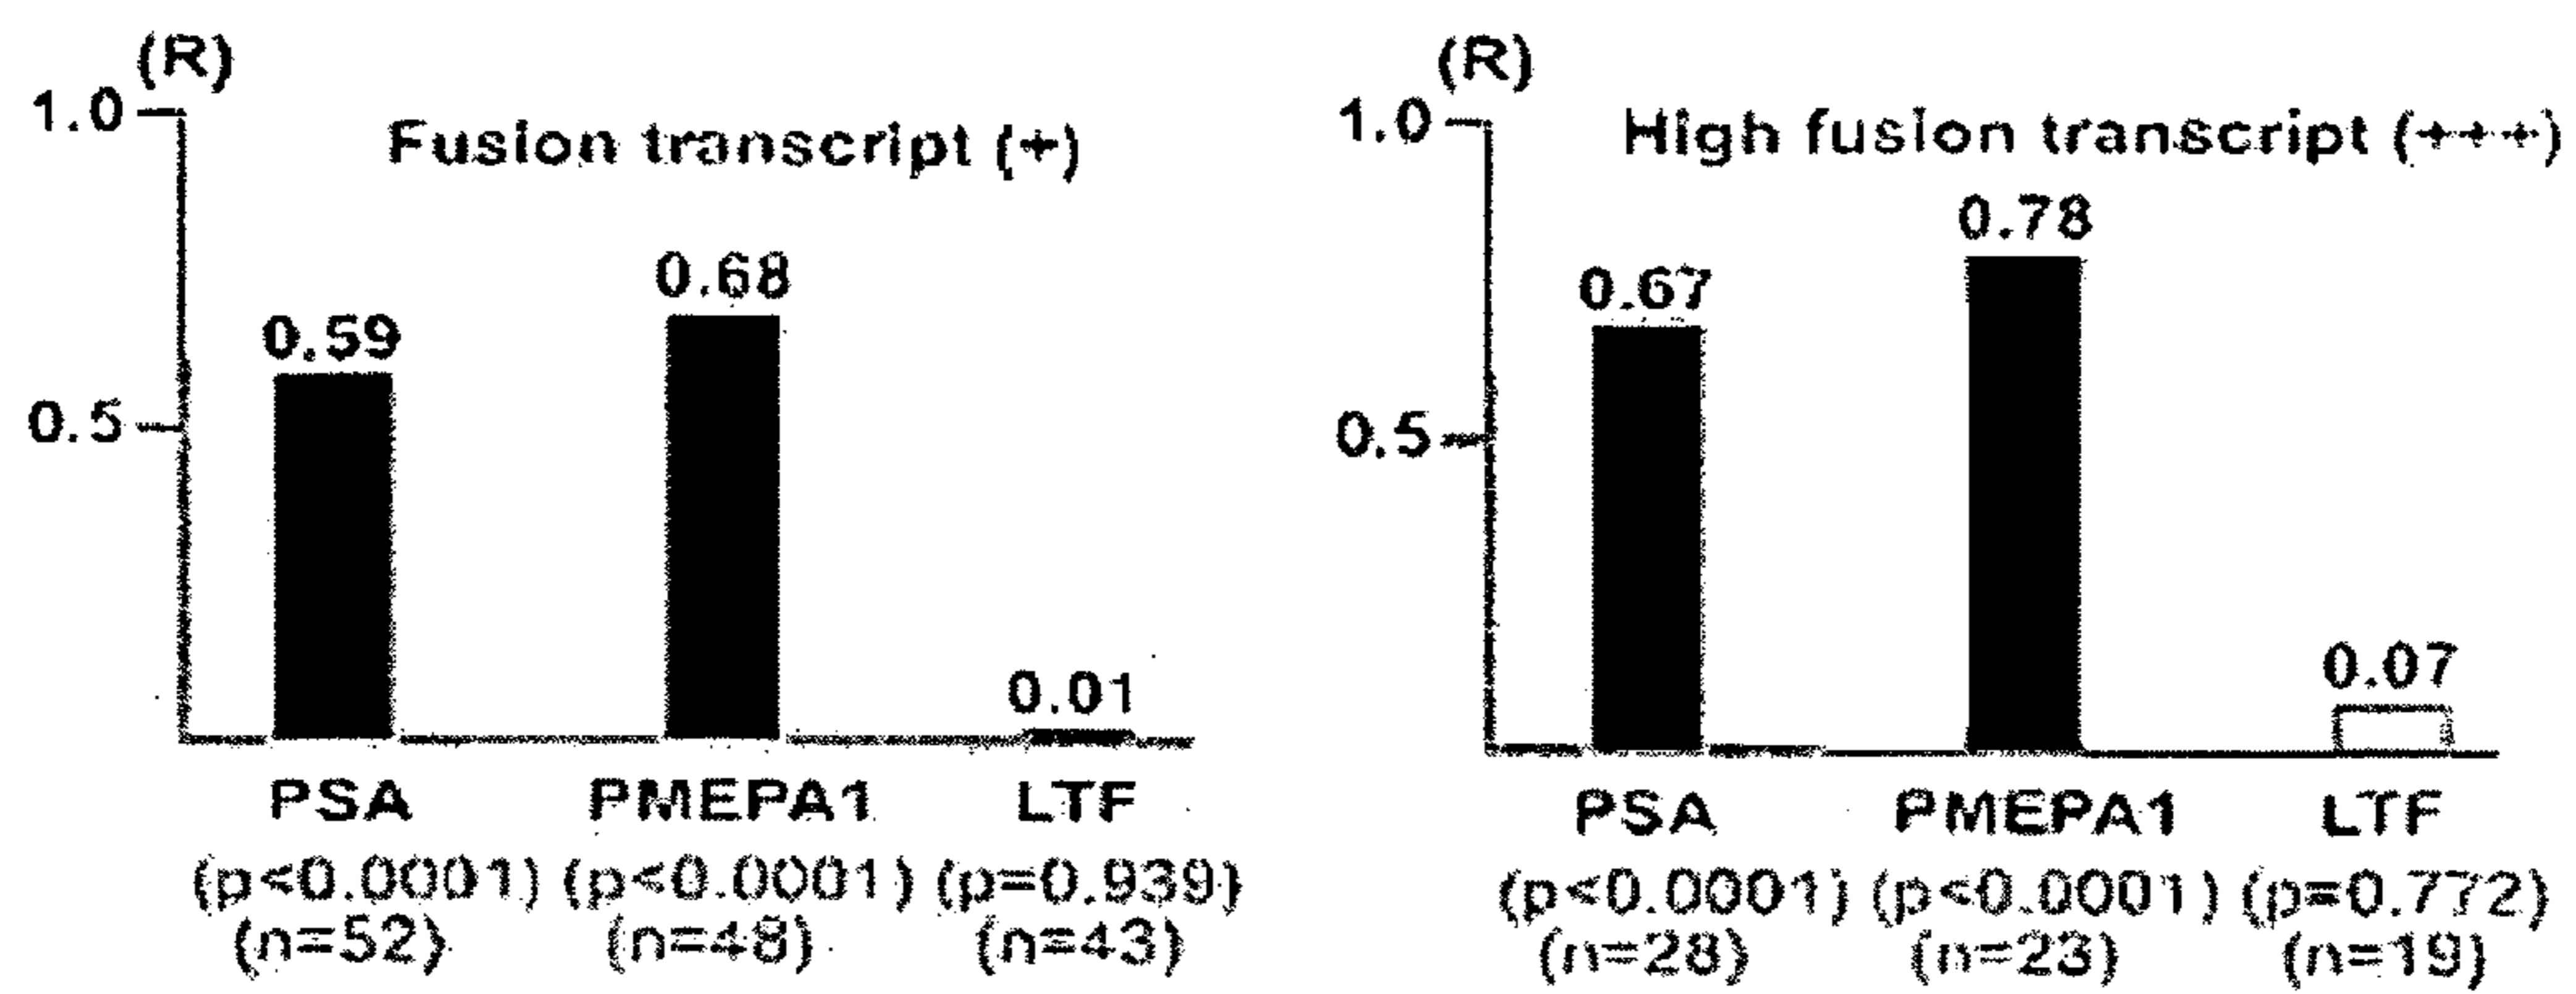 (R)
1.0
Fusion transcript (+)
0.68
0.59
0.5
0.01
PSA PMEPA1 LTF
(p<0.0001) (p<0.0001) (p=0.939)
(n=52) (n=48) (n=43)
(R)
1.0
High fusion transcript (+++)
0.78
0.67
0.5
0.07
PSA PMEPA1 LTF
(p<0.0001) (p<0.0001) (p=0.772)
(n=28) (n=23) (n=19)